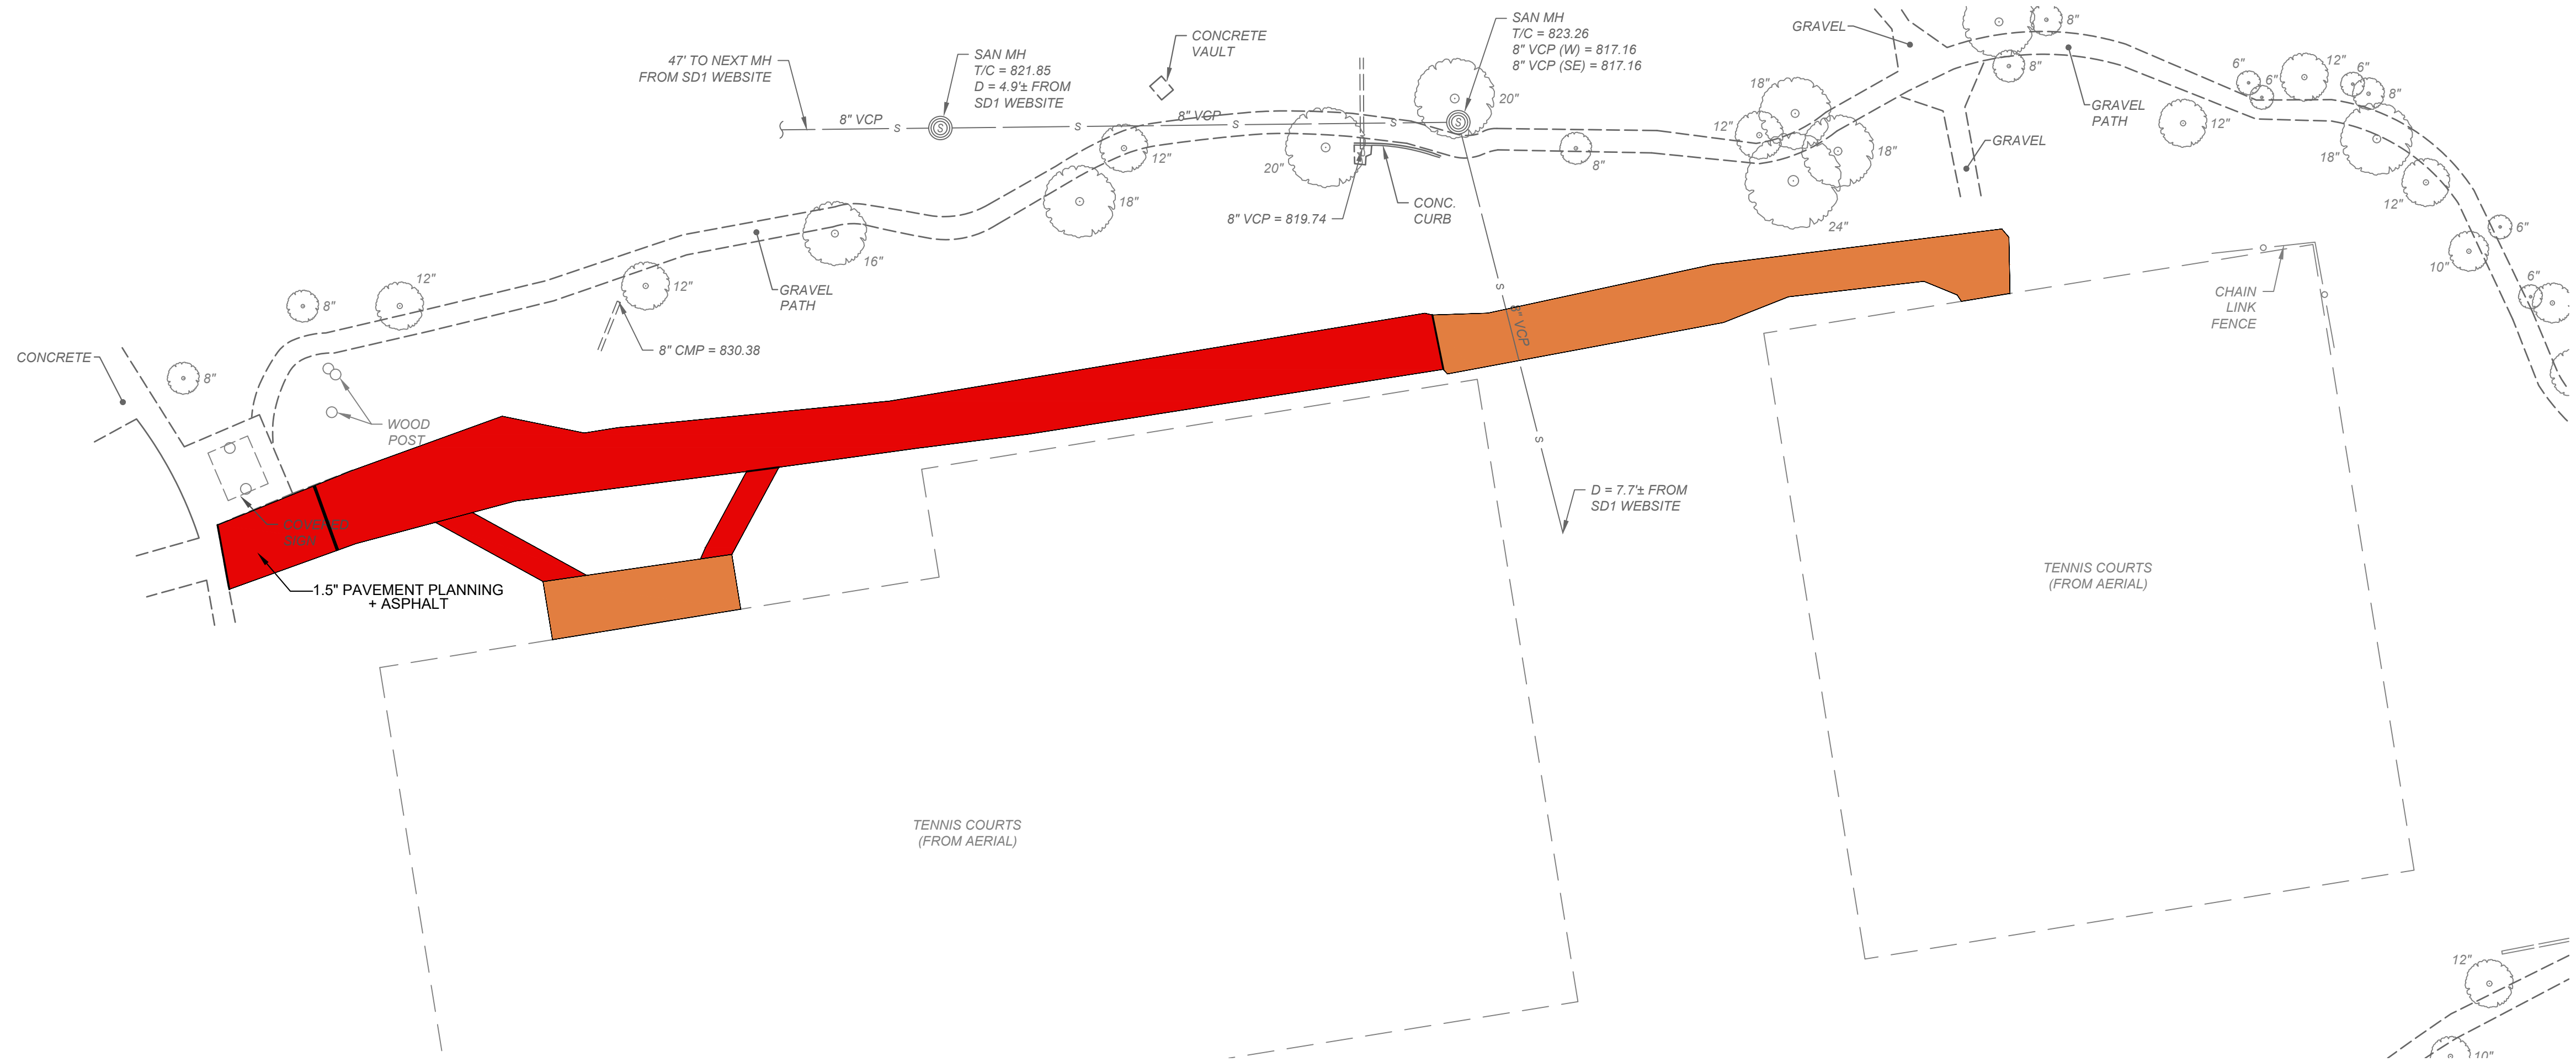 47' TO NEXT MH
FROM SD1 WEBSITE
8" VCP
S
SAN MH
T/C = 821.85
D = 4.9'± FROM
SD1 WEBSITE
S
S
CONCRETE
VAULT
8" VCP
S
S
SAN MH
T/C = 823.26
8" VCP (W) = 817.16
8" VCP (SE) = 817.16
S
20"
20"
12"
18"
8" VCP = 819.74
CONC.
CURB
8"
GRAVEL
8"
8"
GRAVEL
PATH
GRAVEL
18"
12"
18"
24"
6"
6"
12"
6"
8"
12"
18"
12"
6"
10"
6"
16"
GRAVEL
PATH
12"
8" CMP = 830.38
12"
8"
8"
CONCRETE
WOOD
POST
COVERED
SIGN
1.5" PAVEMENT PLANNING
+ ASPHALT
S
8" VCP
S
D = 7.7'± FROM
SD1 WEBSITE
CHAIN
LINK
FENCE
TENNIS COURTS
(FROM AERIAL)
TENNIS COURTS
(FROM AERIAL)
12"
10"